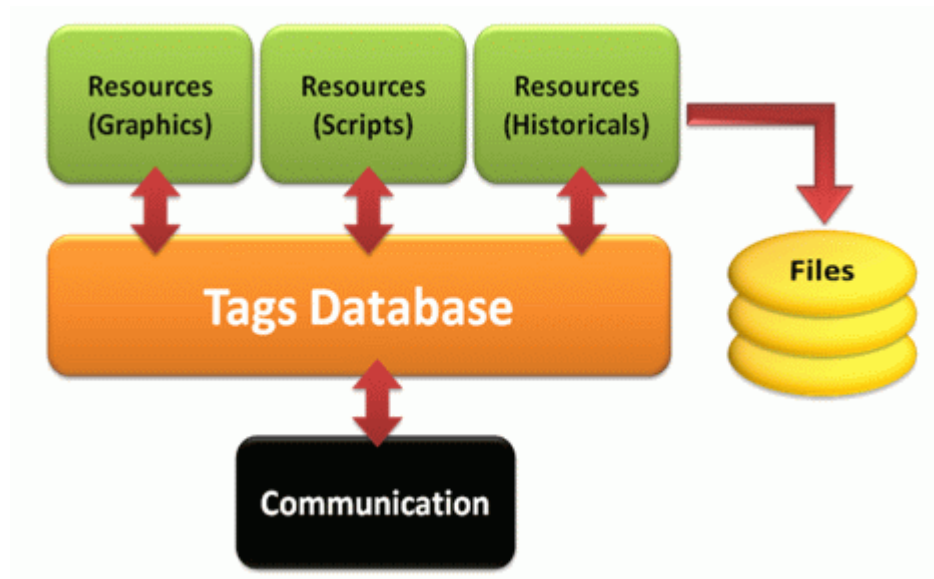 Resources
(Graphics)
Resources
(Scripts)
Resources
(Historicals)
Files
Tags Database
Communication